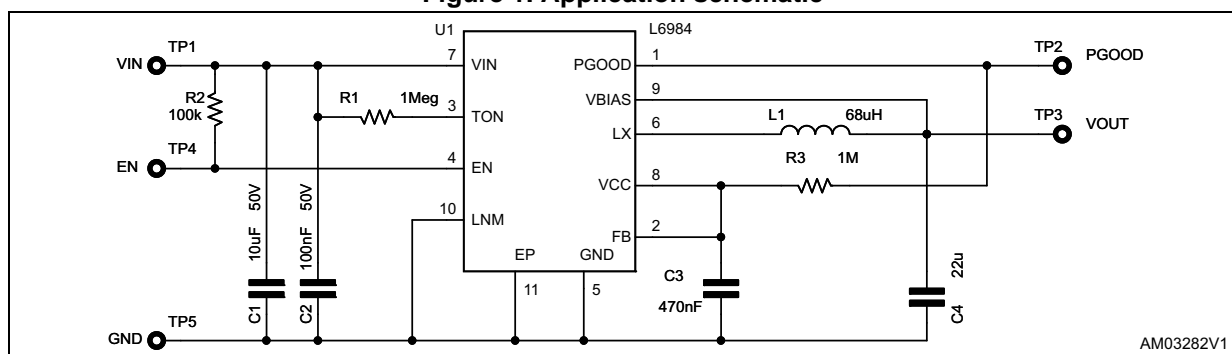 Figure 1. Application schematic
U1
L6984
TP1
VIN
7
VIN
PGOOD
1
TP2
PGOOD
R2
100k
R1
1Meg
3
TON
VBIAS
9
LX
6
L1
68uH
TP3
VOUT
TP4
EN
4
EN
R3
1M
VCC
8
10uF
50V
100nF
50V
10
LNM
FB
2
EP
GND
11
5
C3
470nF
22u
C4
C1
C2
TP5
GND
AM03282V1